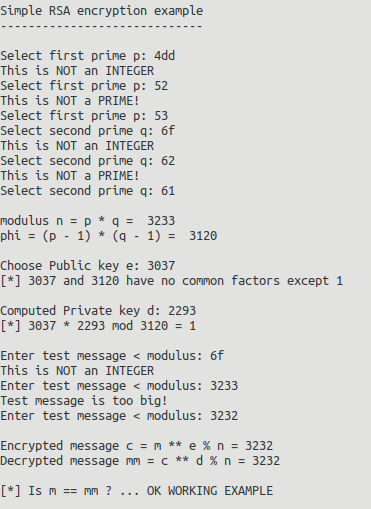 Simple RSA encryption example
-----------------------------
Select first prime p: 4dd
This is NOT an INTEGER
Select first prime p: 52
This is NOT a PRIME!
Select first prime p: 53
Select second prime q: 6f
This is NOT an INTEGER
Select second prime q: 62
This is NOT a PRIME!
Select second prime q: 61
modulus n = p * q =  3233
phi = (p - 1) * (q - 1) =  3120
Choose Public key e: 3037
[*] 3037 and 3120 have no common factors except 1
Computed Private key d: 2293
[*] 3037 * 2293 mod 3120 = 1
Enter test message < modulus: 6f
This is NOT an INTEGER
Enter test message < modulus: 3233
Test message is too big!
Enter test message < modulus: 3232
Encrypted message c = m ** e % n = 3232
Decrypted message mm = c ** d % n = 3232
[*] Is m == mm ? ... OK WORKING EXAMPLE